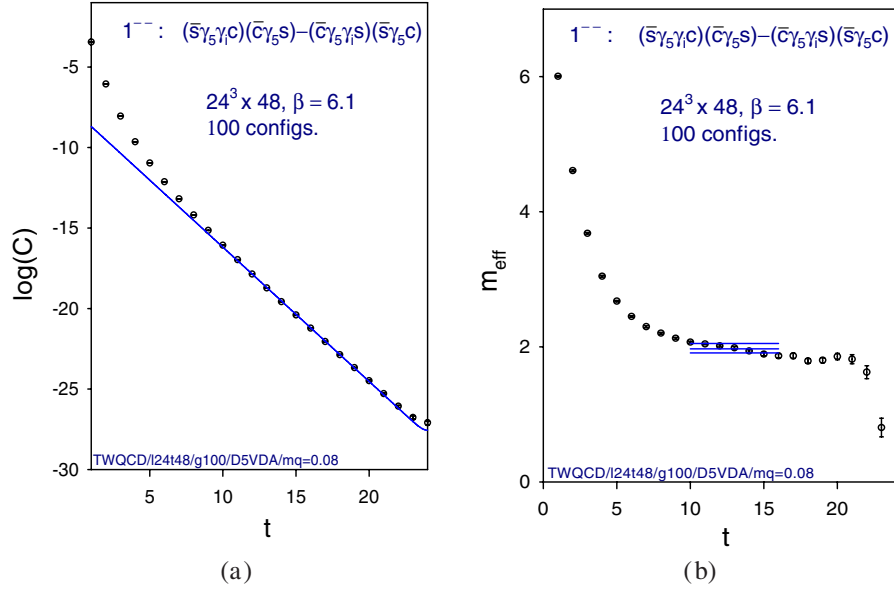 1⁻⁻ : (s̄γ₅γᵢc)(c̄γ₅s)−(c̄γ₅γᵢs)(s̄γ₅c)
24³ x 48, β = 6.1
100 configs.
log(C)
-5
-10
-15
-20
-25
-30
TWQCD/l24t48/g100/D5VDA/mq=0.08
5
10
15
20
t
(a)
1⁻⁻ : (s̄γ₅γᵢc)(c̄γ₅s)−(c̄γ₅γᵢs)(s̄γ₅c)
24³ x 48, β = 6.1
100 configs.
m_eff
6
4
2
0
TWQCD/l24t48/g100/D5VDA/mq=0.08
0
5
10
15
20
t
(b)